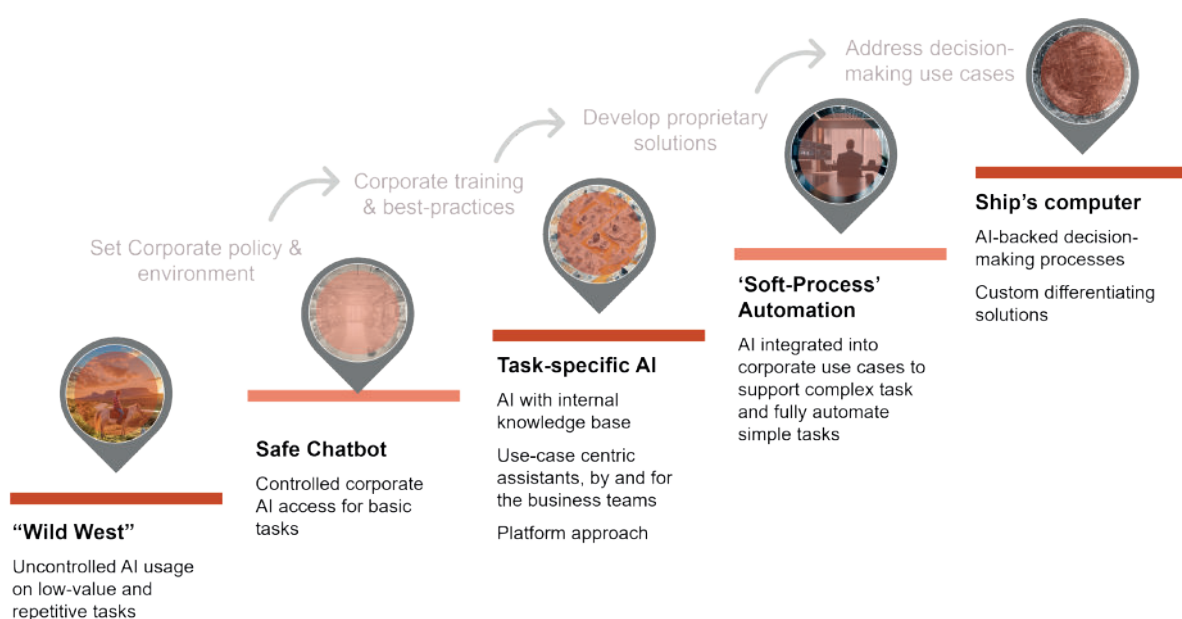 Address decision-
making use cases
Develop proprietary
solutions
Corporate training
& best-practices
Set Corporate policy &
environment
“Wild West”
Uncontrolled AI usage
on low-value and
repetitive tasks
Safe Chatbot
Controlled corporate
AI access for basic
tasks
Task-specific AI
AI with internal
knowledge base
Use-case centric
assistants, by and for
the business teams
Platform approach
‘Soft-Process’
Automation
AI integrated into
corporate use cases to
support complex task
and fully automate
simple tasks
Ship’s computer
AI-backed decision-
making processes
Custom differentiating
solutions